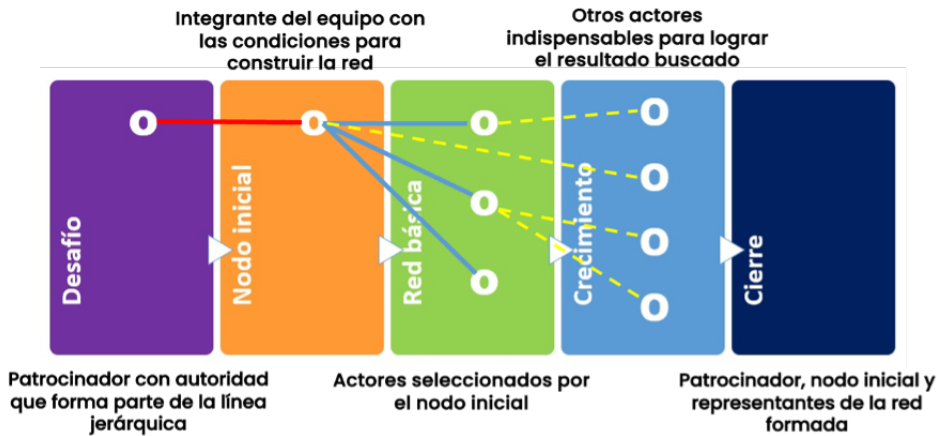 Integrante del equipo con
las condiciones para
construir la red
Otros actores
indispensables para lograr
el resultado buscado
Desafío
Nodo inicial
Red básica
Crecimiento
Cierre
Patrocinador con autoridad
que forma parte de la línea
jerárquica
Actores seleccionados por
el nodo inicial
Patrocinador, nodo inicial y
representantes de la red
formada